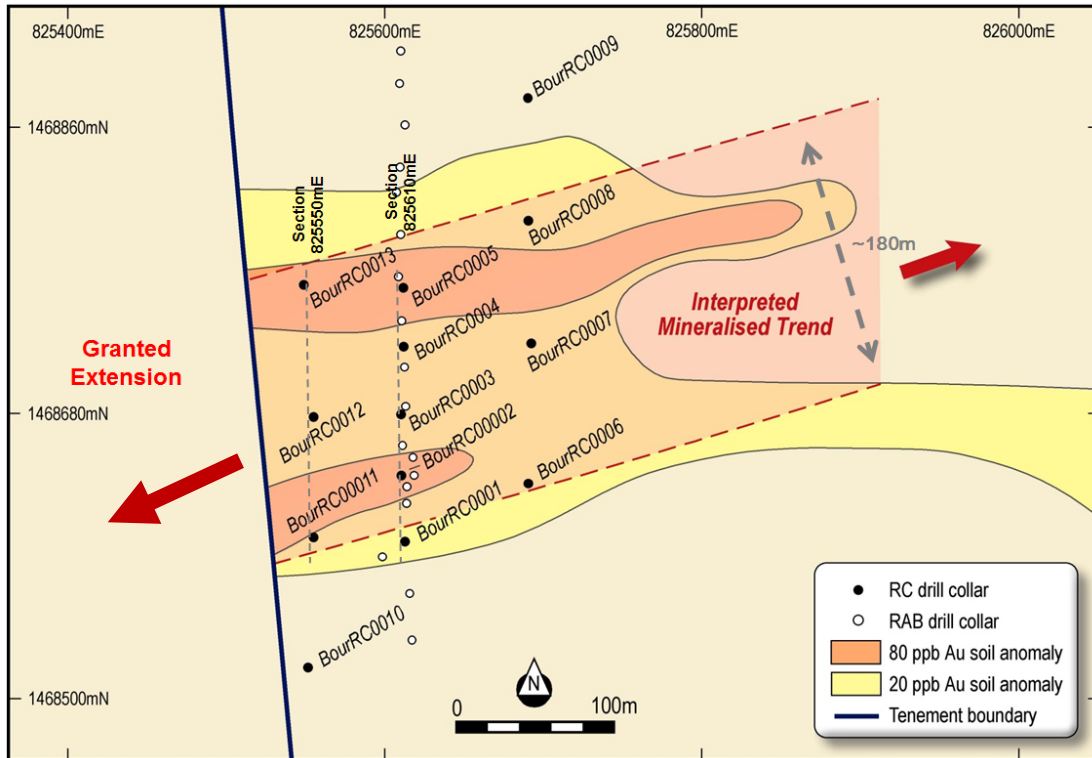 825400mE
825600mE
825800mE
826000mE
BourRC0009
1468860mN
Section
825550mE
Section
825610mE
BourRC0008
~180m
BourRC0013
BourRC0005
Interpreted
Mineralised Trend
BourRC0004
BourRC0007
Granted
Extension
BourRC0003
1468680mN
BourRC0012
BourRC00002
BourRC0006
BourRC00011
BourRC0001
BourRC0010
1468500mN
N
0
100m
RC drill collar
RAB drill collar
80 ppb Au soil anomaly
20 ppb Au soil anomaly
Tenement boundary